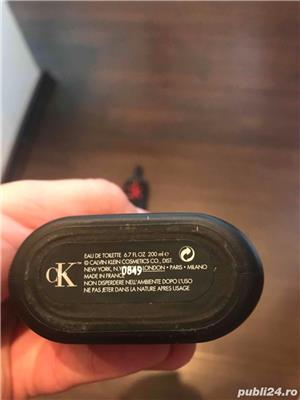 cK
EAU DE TOILETTE 6.7 FL OZ 200 ml e
© CALVIN KLEIN COSMETICS CO., DIST.
NEW YORK, N.Y. LONDON • PARIS • MILANO
0849
MADE IN FRANCE
NON DISPERDERE NELL'AMBIENTE DOPO L'USO
NE PAS JETER DANS LA NATURE APRES USAGE
publi24.ro